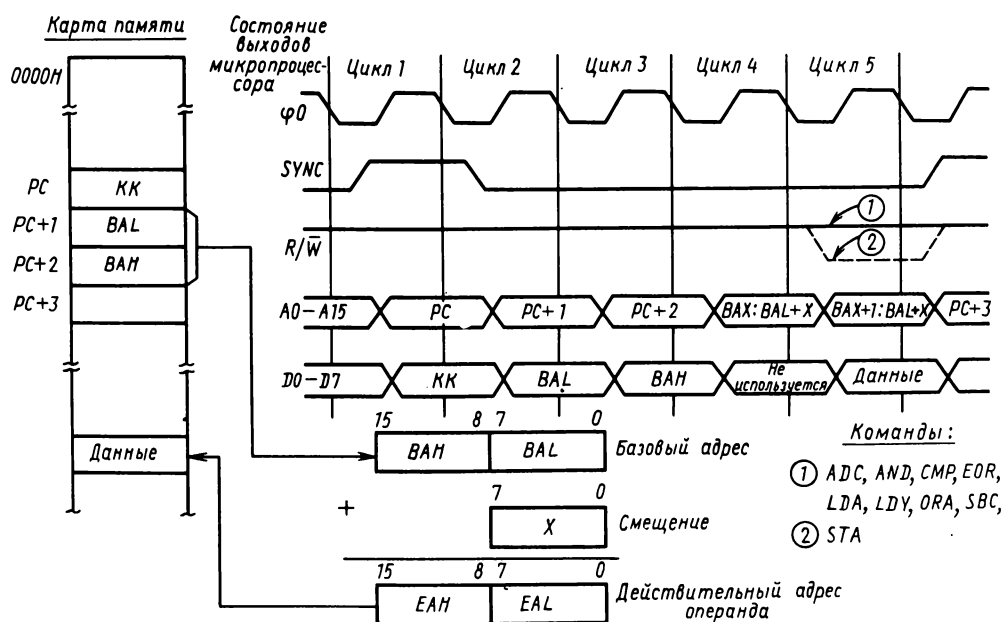 Карта памяти
0000H
PC
KK
PC+1
BAL
PC+2
BAH
PC+3
Данные
Состояние
выходов
микропроцес-
сора
Цикл 1
Цикл 2
Цикл 3
Цикл 4
Цикл 5
φ0
SYNC
R/W̅
1
2
A0–A15
PC
PC+1
PC+2
BAX:BAL+X
BAX+1:BAL+X
PC+3
D0–D7
KK
BAL
BAH
Не
используется
Данные
15 8 7 0
BAH BAL
Базовый адрес
7 0
+ X
Смещение
15 8 7 0
EAH EAL
Действительный адрес
операнда
Команды:
1 ADC, AND, CMP, EOR,
LDA, LDY, ORA, SBC,
2 STA